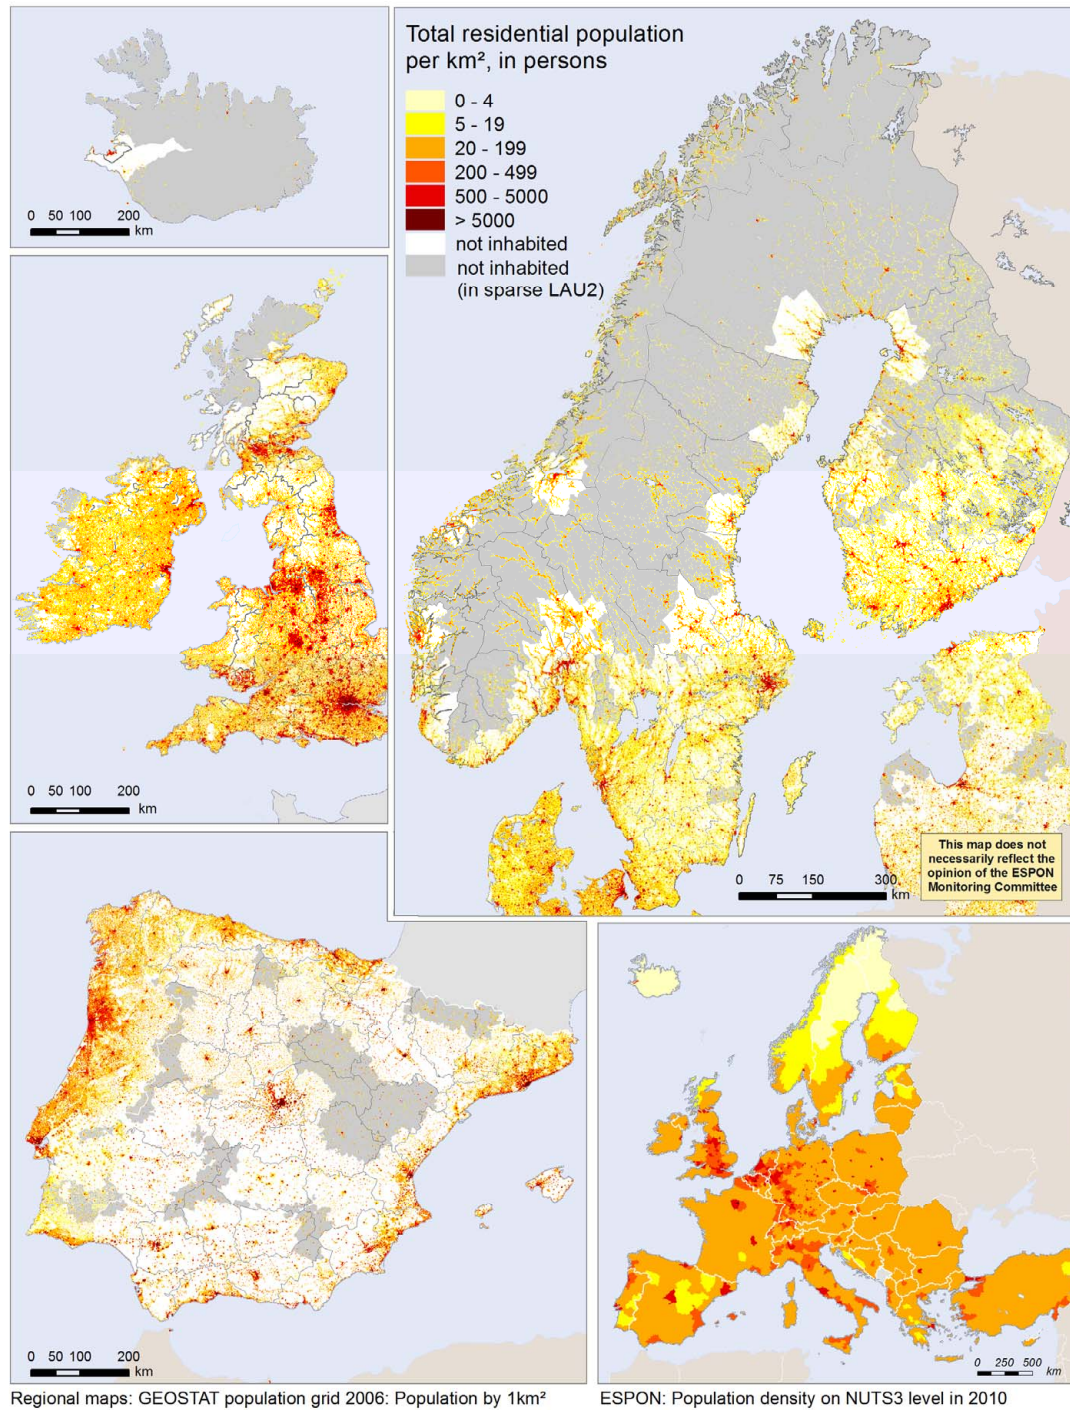 Total residential population
per km², in persons
0 - 4
5 - 19
20 - 199
200 - 499
500 - 5000
> 5000
not inhabited
not inhabited
(in sparse LAU2)
0 50 100 200
km
0 50 100 200
km
This map does not
necessarily reflect the
opinion of the ESPON
Monitoring Committee
0 75 150 300
km
0 50 100 200
km
0 250 500
km
Regional maps: GEOSTAT population grid 2006: Population by 1km²
ESPON: Population density on NUTS3 level in 2010